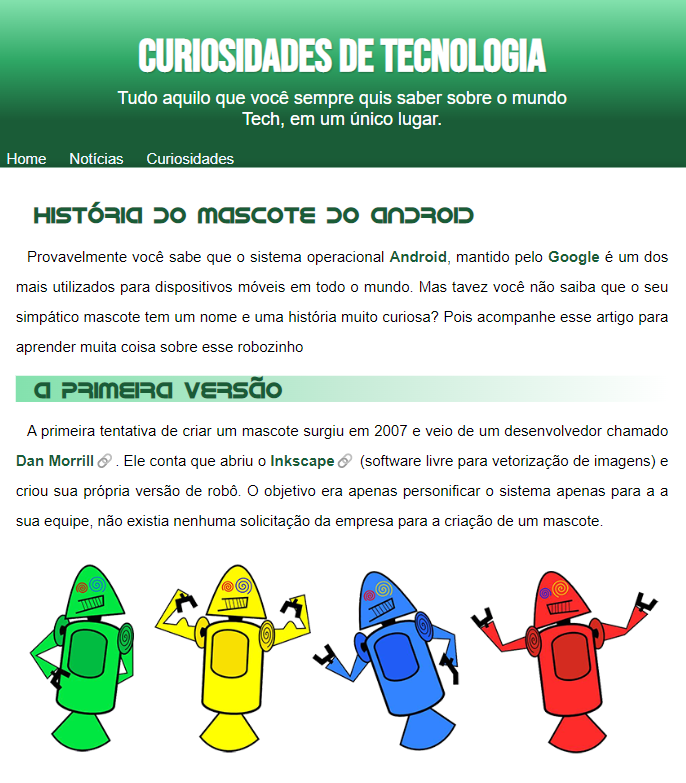 CURIOSIDADES DE TECNOLOGIA
Tudo aquilo que você sempre quis saber sobre o mundo
Tech, em um único lugar.
Home Notícias Curiosidades
HISTÓRIA DO MASCOTE DO ANDROID
Provavelmente você sabe que o sistema operacional Android, mantido pelo Google é um dos
mais utilizados para dispositivos móveis em todo o mundo. Mas tavez você não saiba que o seu
simpático mascote tem um nome e uma história muito curiosa? Pois acompanhe esse artigo para
aprender muita coisa sobre esse robozinho
A PRIMEIRA VERSÃO
A primeira tentativa de criar um mascote surgiu em 2007 e veio de um desenvolvedor chamado
Dan Morrill. Ele conta que abriu o Inkscape (software livre para vetorização de imagens) e
criou sua própria versão de robô. O objetivo era apenas personificar o sistema apenas para a a
sua equipe, não existia nenhuma solicitação da empresa para a criação de um mascote.